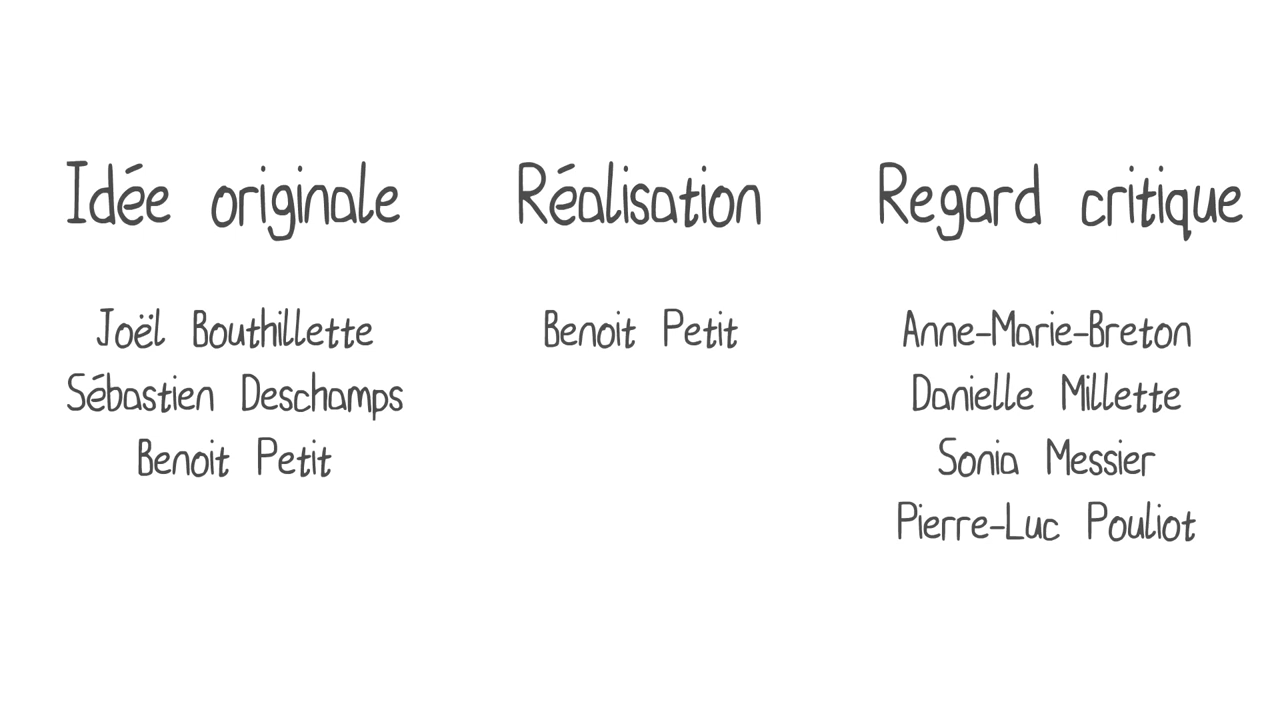 Idée originale
Joël Bouthillette
Sébastien Deschamps
Benoit Petit
Réalisation
Benoit Petit
Regard critique
Anne-Marie-Breton
Danielle Millette
Sonia Messier
Pierre-Luc Pouliot